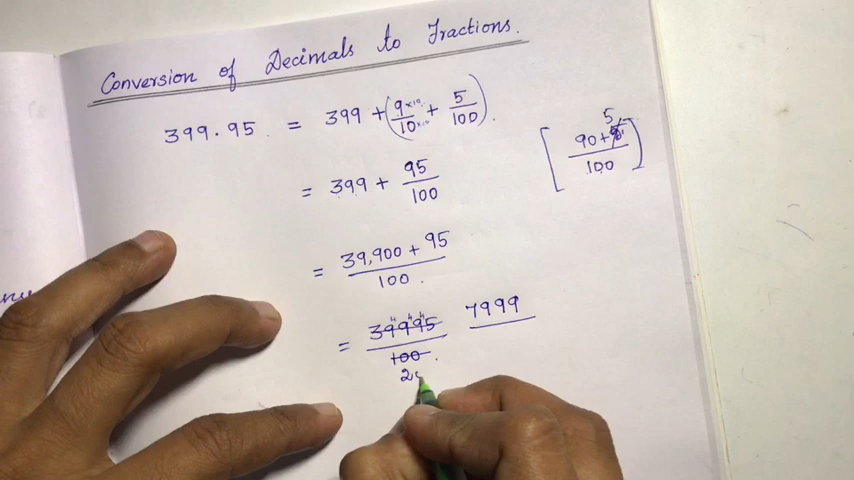 Conversion of Decimals to Fractions.
399.95 = 399 + (9×10/10×10 + 5/100).
[(90+5)/100]
= 399 + 95/100
= 39,900 + 95/100.
= 39995/100. 7999
20